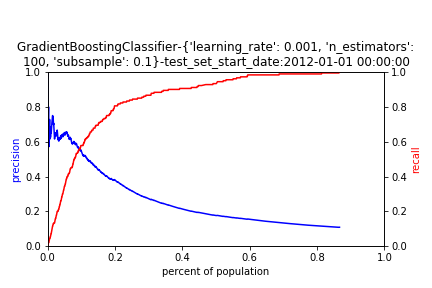 GradientBoostingClassifier-{'learning_rate': 0.001, 'n_estimators':
100, 'subsample': 0.1}-test_set_start_date:2012-01-01 00:00:00
1.0
0.8
0.6
0.4
0.2
0.0
precision
0.0 0.2 0.4 0.6 0.8 1.0
percent of population
1.0
0.8
0.6
0.4
0.2
0.0
recall